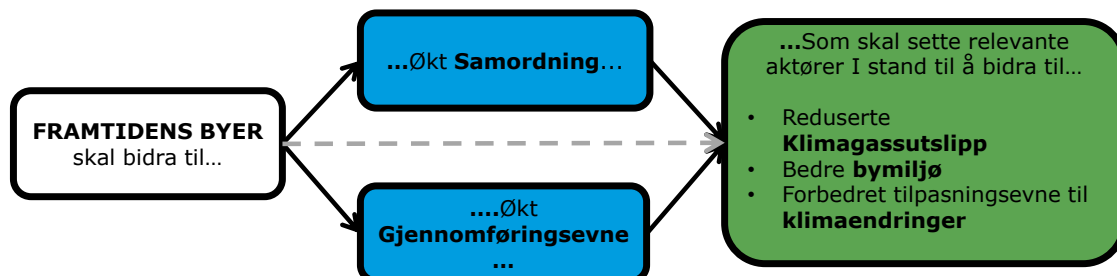 FRAMTIDENS BYER
skal bidra til…
...Økt Samordning…
....Økt
Gjennomføringsevne
...
...Som skal sette relevante
aktører I stand til å bidra til…
• Reduserte
Klimagassutslipp
• Bedre bymiljø
• Forbedret tilpasningsevne til
klimaendringer